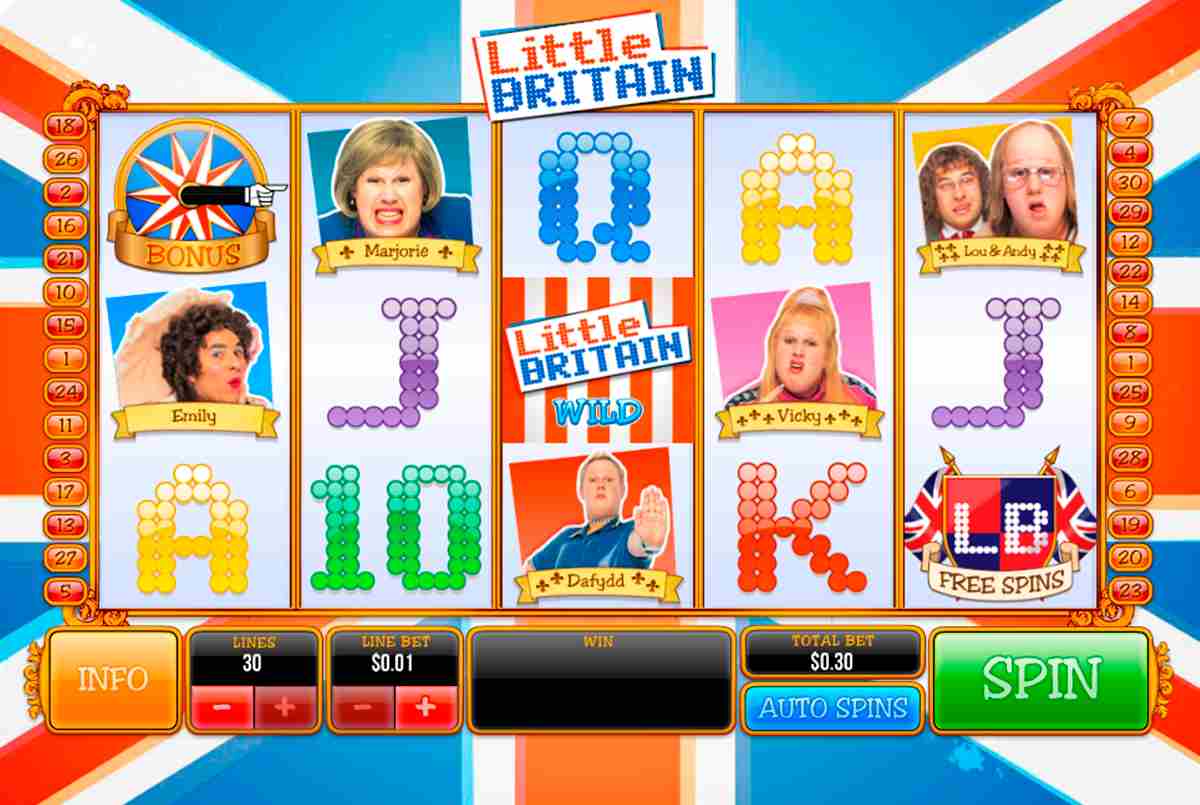 Little
BRITAIN
18
26
2
16
21
10
15
1
24
11
3
17
13
27
5
BONUS
Marjorie
Q
A
Lou & Andy
Emily
J
Little
BRITAIN
WILD
Vicky
J
A
10
Dafydd
K
LB
FREE SPINS
7
4
30
29
12
22
14
8
1
25
9
28
6
19
20
23
INFO
LINES
30
LINE BET
$0.01
WIN
TOTAL BET
$0.30
AUTO SPINS
SPIN